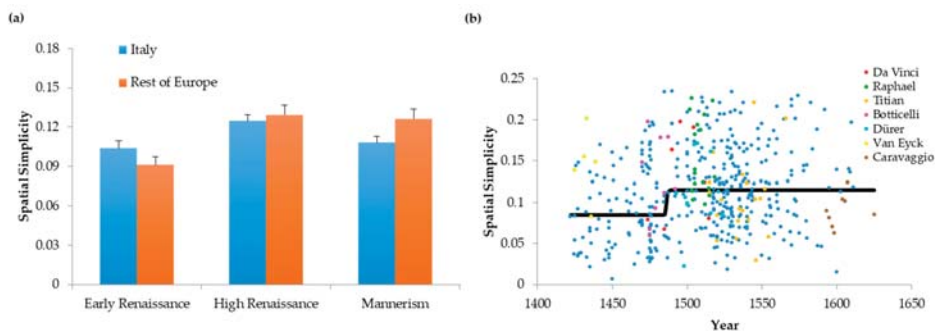 (a)
Spatial Simplicity
0.18
0.15
0.12
0.09
0.06
0.03
0
Italy
Rest of Europe
Early Renaissance High Renaissance Mannerism
(b)
Spatial Simplicity
0.25
0.2
0.15
0.1
0.05
0
Da Vinci
Raphael
Titian
Botticelli
Dürer
Van Eyck
Caravaggio
1400 1450 1500 1550 1600 1650
Year